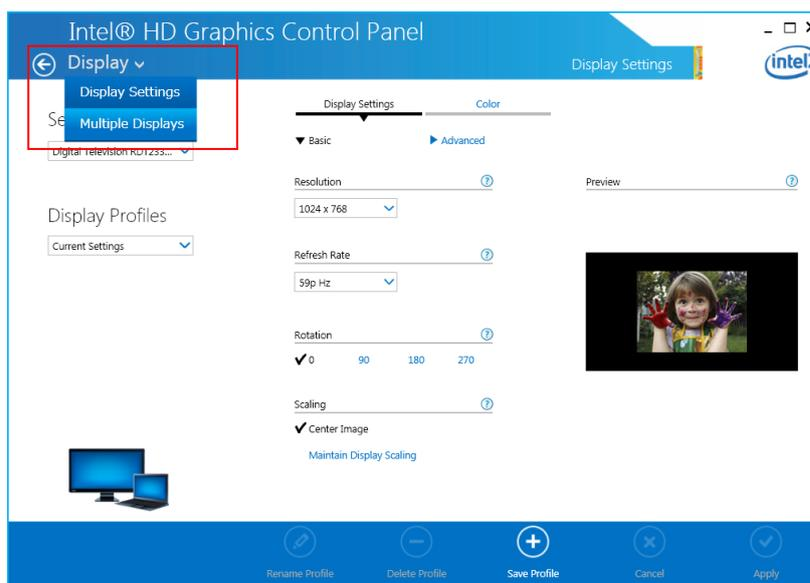 Intel® HD Graphics Control Panel
Display
Display Settings
intel
Display Settings
Multiple Displays
Se
Digital Television RDT233...
Display Profiles
Current Settings
Display Settings
Color
Basic
Advanced
Resolution
1024 x 768
Refresh Rate
59p Hz
Rotation
0
90
180
270
Scaling
Center Image
Maintain Display Scaling
Preview
Rename Profile
Delete Profile
Save Profile
Cancel
Apply